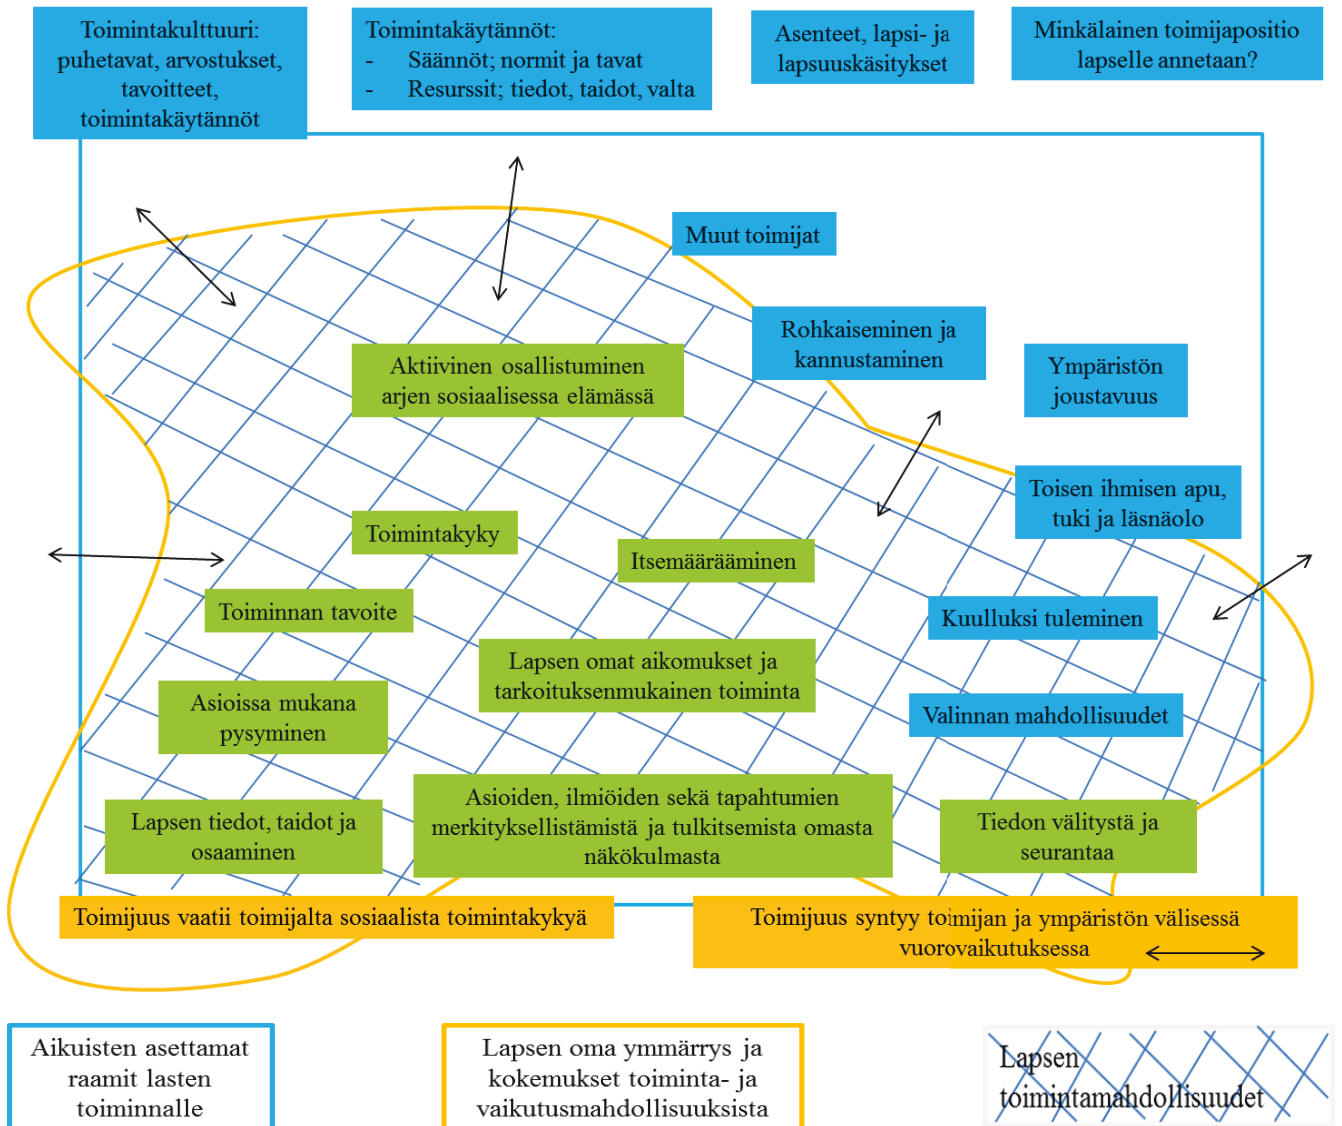 Toimintakulttuuri:
puhetavat, arvostukset,
tavoitteet,
toimintakäytännöt
Toimintakäytännöt:
- Säännöt; normit ja tavat
- Resurssit; tiedot, taidot, valta
Asenteet, lapsi- ja
lapsuuskäsitykset
Minkälainen toimijapositio
lapselle annetaan?
Muut toimijat
Rohkaiseminen ja
kannustaminen
Ympäristön
joustavuus
Aktiivinen osallistuminen
arjen sosiaalisessa elämässä
Toisen ihmisen apu,
tuki ja läsnäolo
Toimintakyky
Itsemäärääminen
Toiminnan tavoite
Kuulluksi tuleminen
Lapsen omat aikomukset ja
tarkoituksenmukainen toiminta
Asioissa mukana
pysyminen
Valinnan mahdollisuudet
Lapsen tiedot, taidot ja
osaaminen
Asioiden, ilmiöiden sekä tapahtumien
merkityksellistämistä ja tulkitsemista omasta
näkökulmasta
Tiedon välitystä ja
seurantaa
Toimijuus vaatii toimijalta sosiaalista toimintakykyä
Toimijuus syntyy toimijan ja ympäristön välisessä
vuorovaikutuksessa
Aikuisten asettamat
raamit lasten
toiminnalle
Lapsen oma ymmärrys ja
kokemukset toiminta- ja
vaikutusmahdollisuuksista
Lapsen
toimintamahdollisuudet